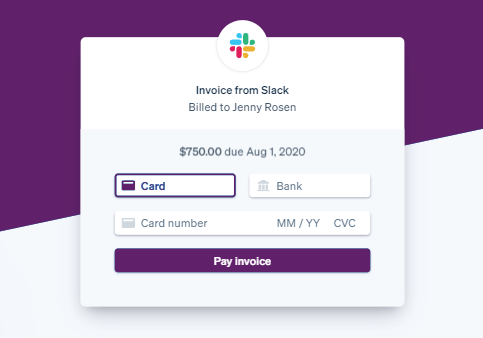 Invoice from Slack
Billed to Jenny Rosen
$750.00 due Aug 1, 2020
Card Bank
Card number MM / YY CVC
Pay invoice